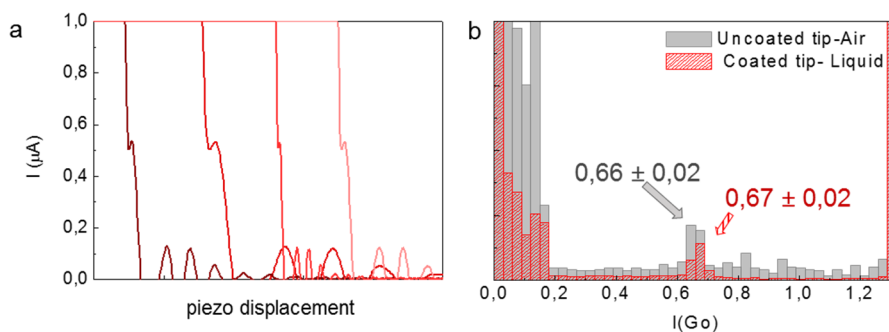 a
1,0
0,8
0,6
0,4
0,2
0,0
I (µA)
piezo displacement
b
Uncoated tip-Air
Coated tip- Liquid
0,66 ± 0,02
0,67 ± 0,02
0,0 0,2 0,4 0,6 0,8 1,0 1,2
I(Go)